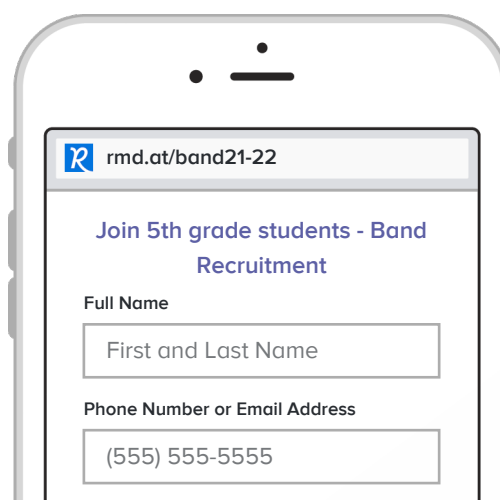 rmd.at/band21-22
Join 5th grade students - Band
Recruitment
Full Name
First and Last Name
Phone Number or Email Address
(555) 555-5555